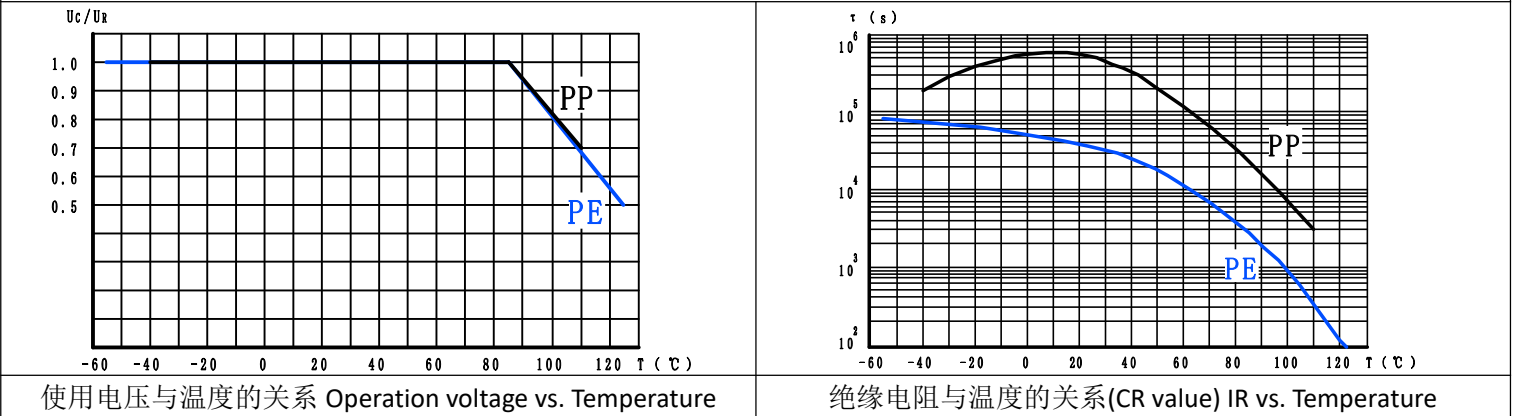 Uc/UR
1.0
0.9
0.8
0.7
0.6
0.5
PP
PE
-60 -40 -20 0 20 40 60 80 100 120 T(℃)
使用电压与温度的关系 Operation voltage vs. Temperature
τ (s)
10^6
10^5
10^4
10^3
10^2
PP
PE
-60 -40 -20 0 20 40 60 80 100 120 T(℃)
绝缘电阻与温度的关系(CR value) IR vs. Temperature